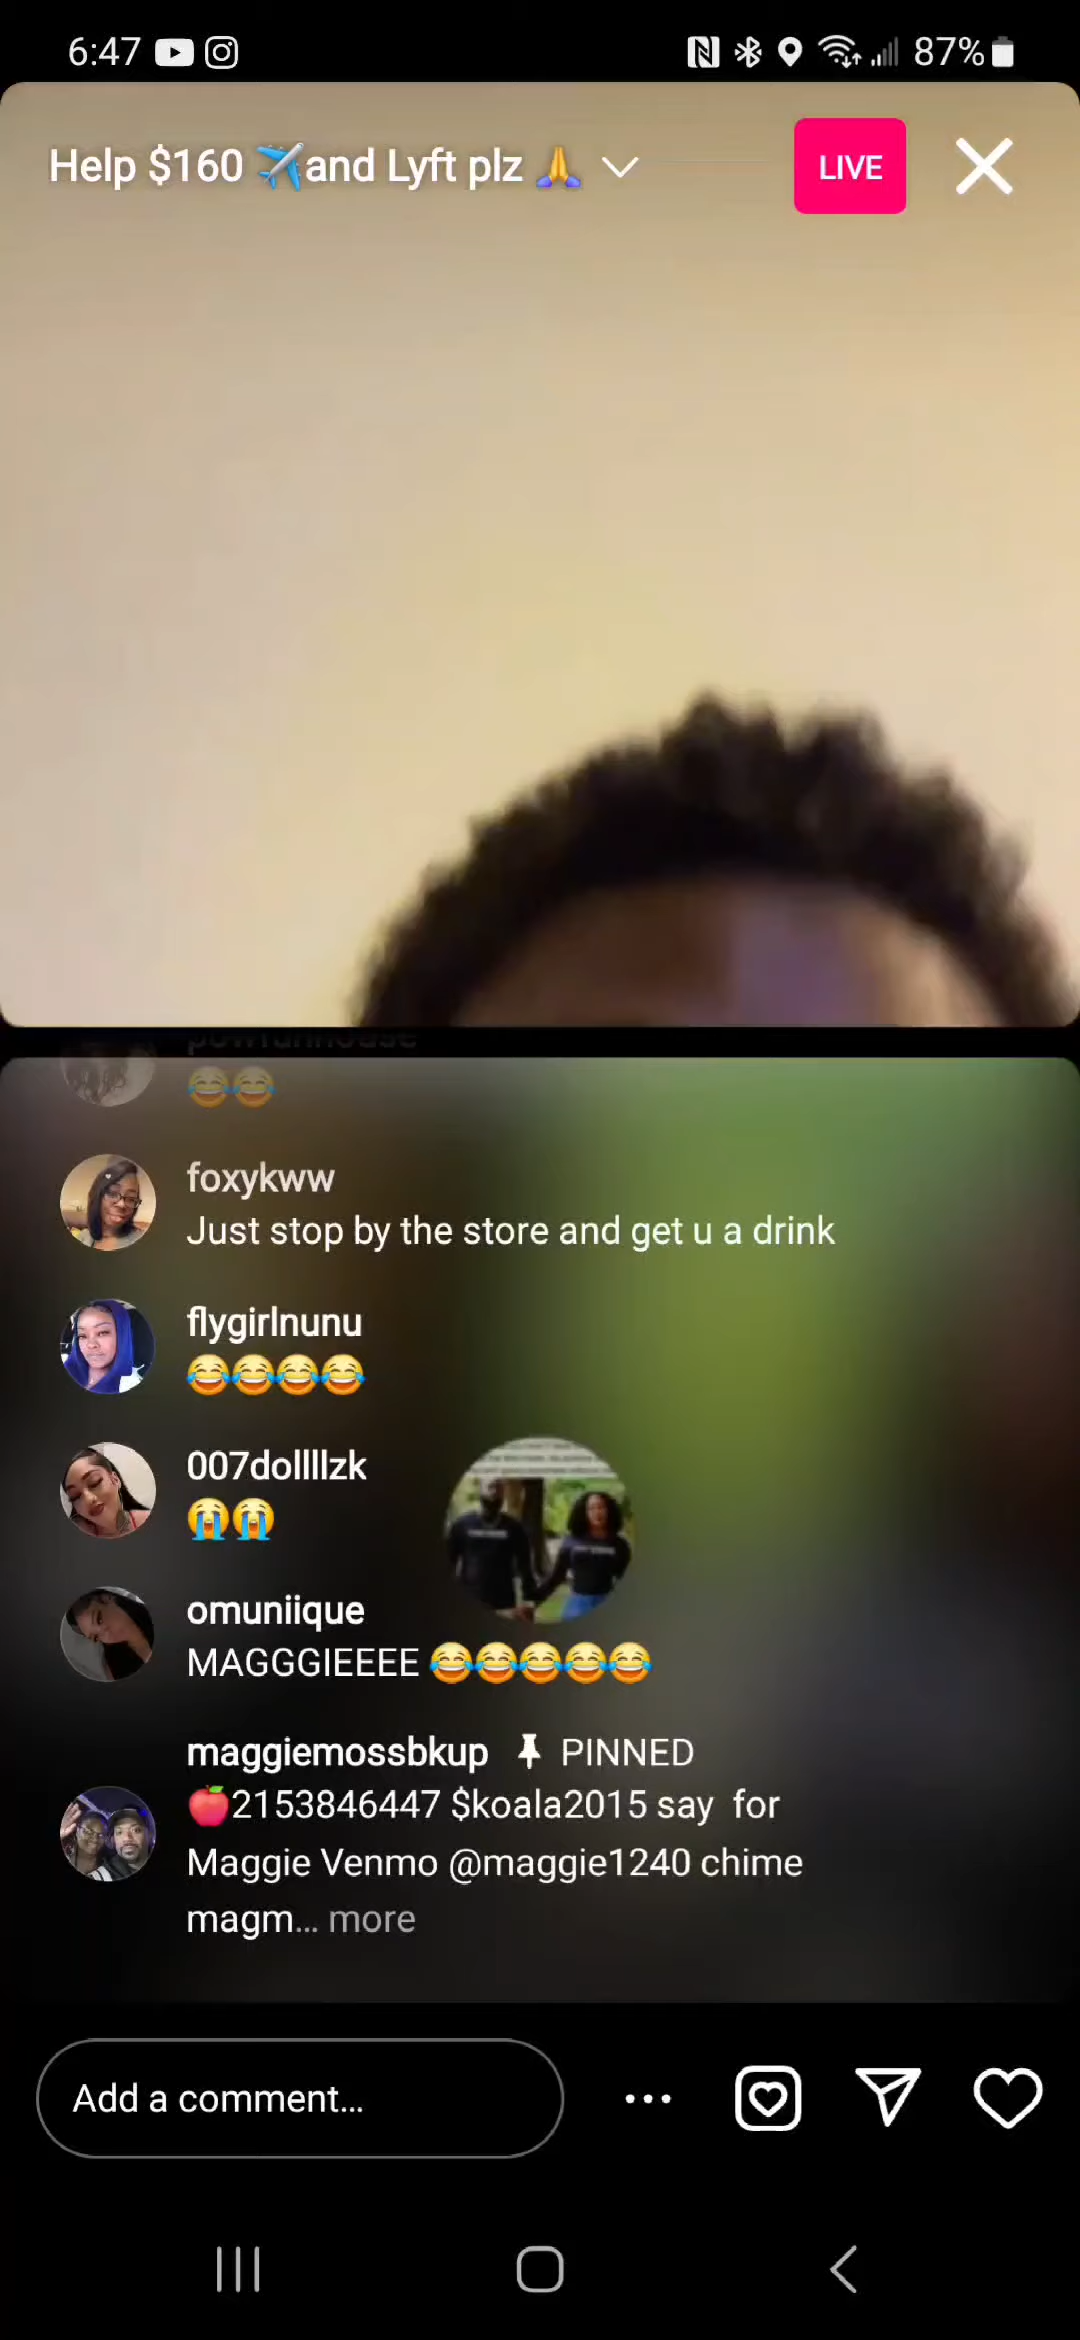 6:47 87%
Help $160 ✈️and Lyft plz 🙏
LIVE
😂😂
foxykww
Just stop by the store and get u a drink
flygirlnunu
😂😂😂😂
007dollllzk
😭😭
omuniique
MAGGGIEEEE 😂😂😂😂😂
maggiemossbkup 📌 PINNED
🍎2153846447 $koala2015 say for
Maggie Venmo @maggie1240 chime
magm... more
Add a comment...